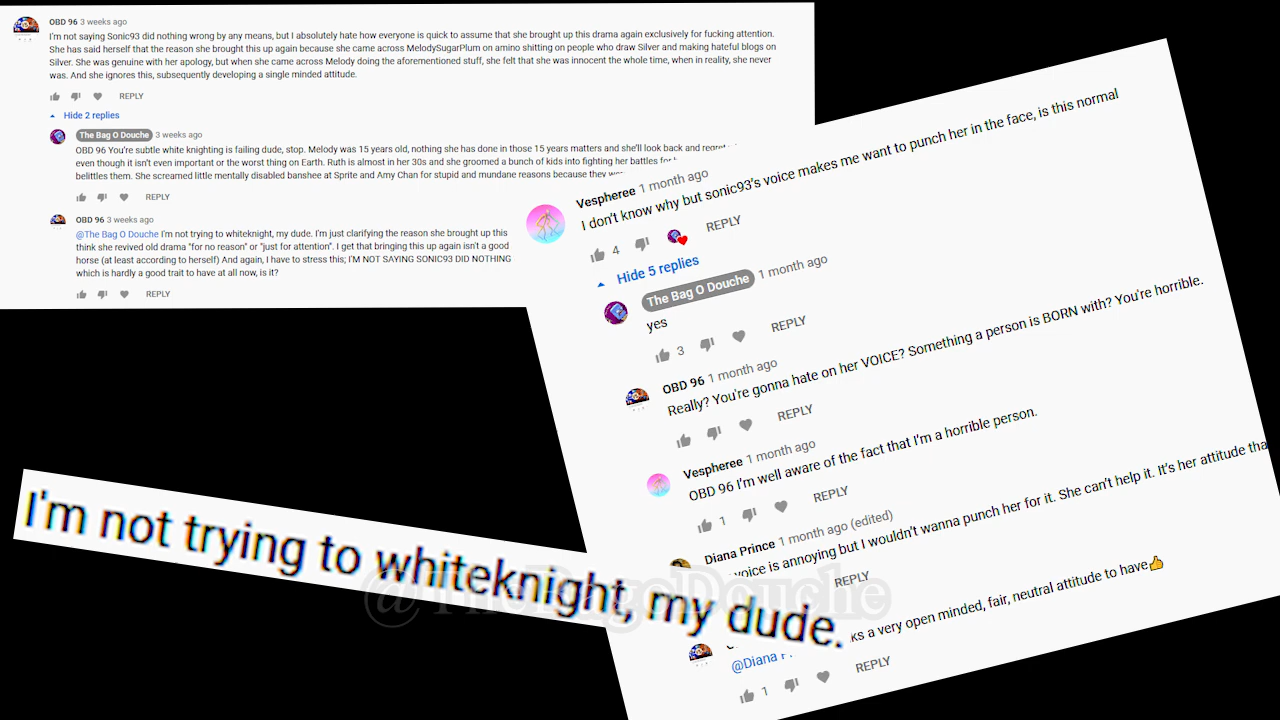 OBD 96 3 weeks ago
I'm not saying Sonic93 did nothing wrong by any means, but I absolutely hate how everyone is quick to assume that she brought up this drama again exclusively for fucking attention.
She has said herself that the reason she brought this up again because she came across MelodySugarPlum on amino shitting on people who draw Silver and making hateful blogs on
Silver. She was genuine with her apology, but when she came across Melody doing the aforementioned stuff, she felt that she was innocent the whole time, when in reality, she never
was. And she ignores this, subsequently developing a single minded attitude.
REPLY
Hide 2 replies
The Bag O Douche 3 weeks ago
OBD 96 You're subtle white knighting is failing dude, stop. Melody was 15 years old, nothing she has done in those 15 years matters and she'll look back and
even though it isn't even important or the worst thing on Earth. Ruth is almost in her 30s and she groomed a bunch of kids into fighting her battles
belittles them. She screamed little mentally disabled banshee at Sprite and Amy Chan for stupid and mundane reasons because they
REPLY
OBD 96 3 weeks ago
@The Bag O Douche I'm not trying to whiteknight, my dude. I'm just clarifying the reason she brought up this
think she revived old drama "for no reason" or "just for attention". I get that bringing this up again isn't a good
horse (at least according to herself) And again, I have to stress this; I'M NOT SAYING SONIC93 DID NOTHING
which is hardly a good trait to have at all now, is it?
REPLY
Vespheree 1 month ago
I don't know why but sonic93's voice makes me want to punch her in the face, is this normal
4 REPLY
Hide 5 replies
The Bag O Douche 1 month ago
yes
3 REPLY
OBD 96 1 month ago
Really? You're gonna hate on her VOICE? Something a person is BORN with? You're horrible.
REPLY
Vespheree 1 month ago
OBD 96 I'm well aware of the fact that I'm a horrible person.
1 REPLY
Diana Prince 1 month ago (edited)
voice is annoying but I wouldn't wanna punch her for it. She can't help it. It's her attitude
REPLY
@Diana a very open minded, fair, neutral attitude to have👍
1 REPLY
I'm not trying to whiteknight, my dude.
@TheBagoDouche